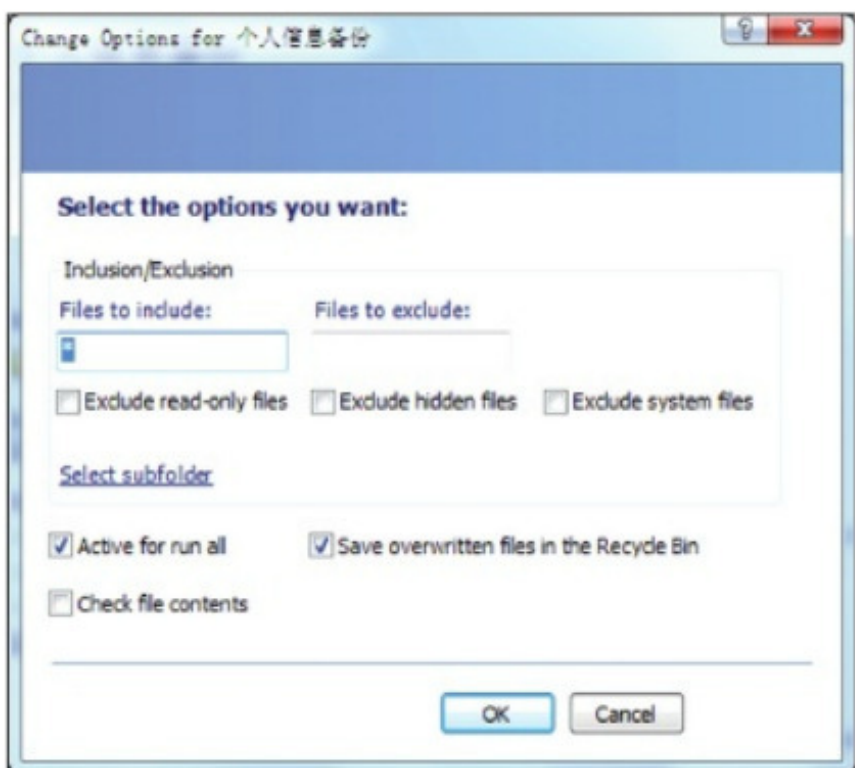 Change Options for 个人信息备份
Select the options you want:
Inclusion/Exclusion
Files to include: Files to exclude:
*
Exclude read-only files Exclude hidden files Exclude system files
Select subfolder
Active for run all Save overwritten files in the Recycle Bin
Check file contents
OK Cancel